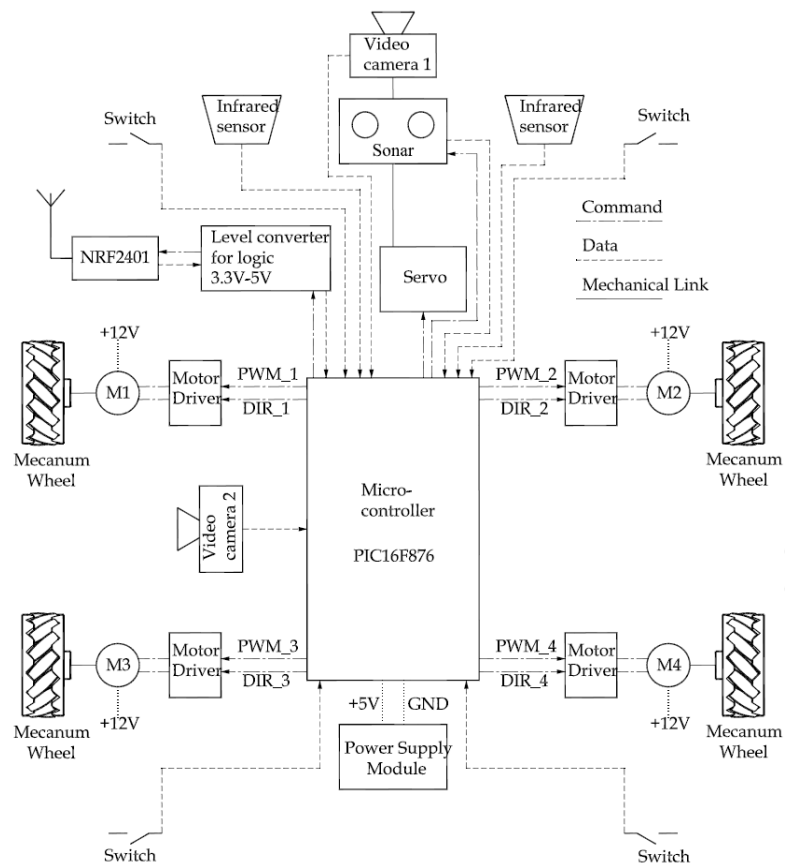 Video
camera 1
Switch
Infrared
sensor
Sonar
Infrared
sensor
Switch
Command
Data
Mechanical Link
NRF2401
Level converter
for logic
3.3V-5V
Servo
+12V
M1
Motor
Driver
PWM_1
DIR_1
Mecanum
Wheel
PWM_2
DIR_2
Motor
Driver
+12V
M2
Mecanum
Wheel
Video
camera 2
Micro-
controller
PIC16F876
M3
+12V
Motor
Driver
PWM_3
DIR_3
Mecanum
Wheel
PWM_4
DIR_4
Motor
Driver
M4
+12V
Mecanum
Wheel
+5V
GND
Power Supply
Module
Switch
Switch